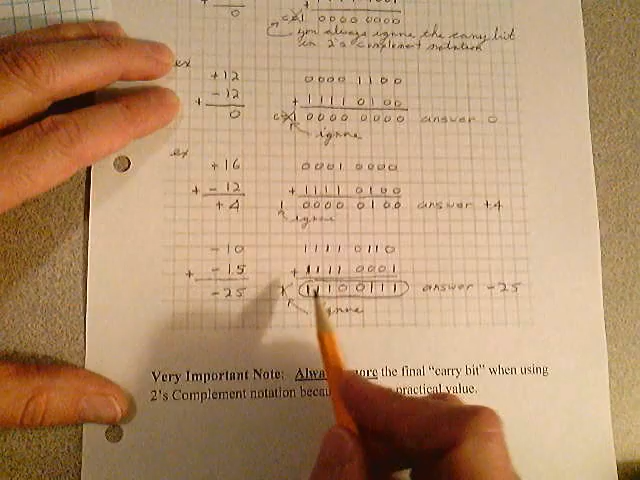 0 c 1 0000 0000
you always ignore the carry bit
in 2's complement notation
ex
+12 0000 1100
+ -12 + 1111 0100
0 c 1 0000 0000 answer 0
ignore
ex
+16 0001 0000
+ -12 + 1111 0100
+4 1 0000 0100 answer +4
ignore
-10 1111 0110
+ -15 + 1111 0001
-25 1 11100111 answer -25
ignore
Very Important Note: the final "carry bit" when using
2's Complement notation practical value.